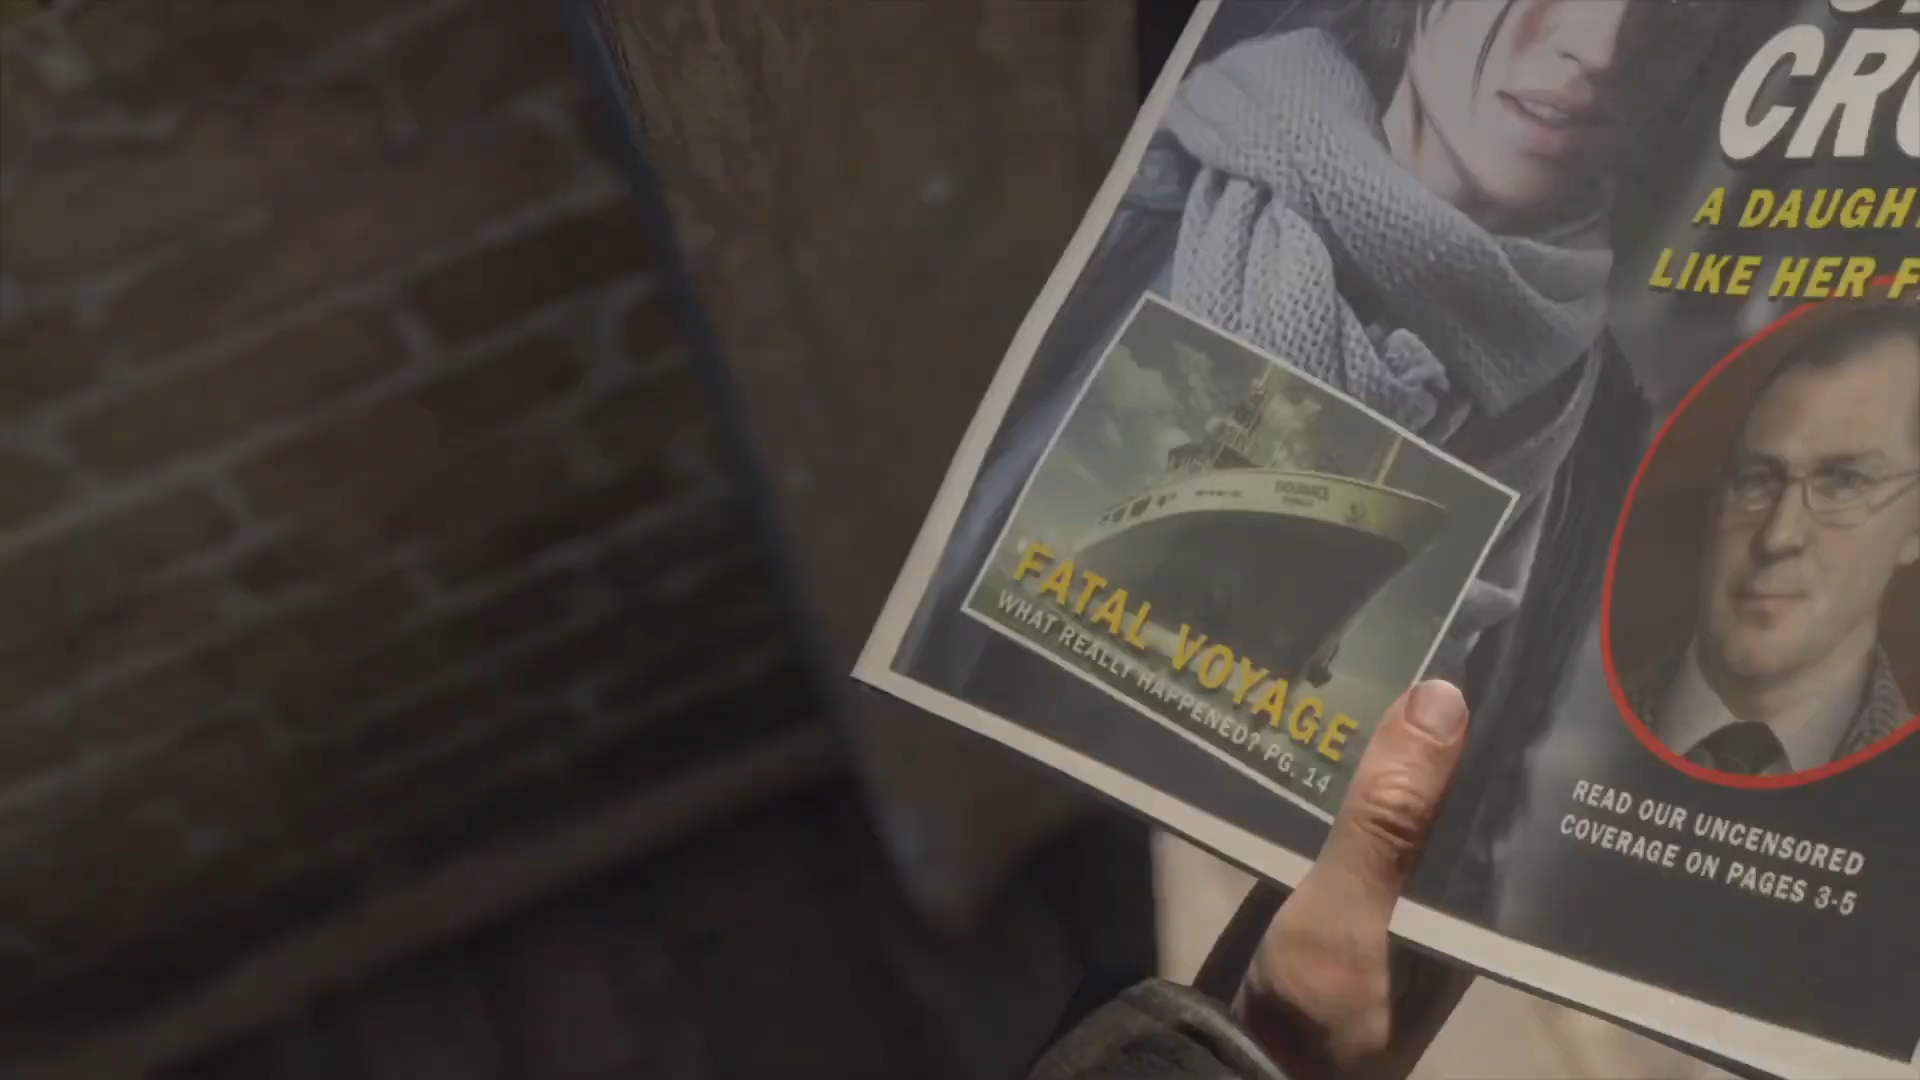 CR
A DAUGH
LIKE HER F
ENDURANCE
FATAL VOYAGE
WHAT REALLY HAPPENED? PG. 14
READ OUR UNCENSORED
COVERAGE ON PAGES 3-5